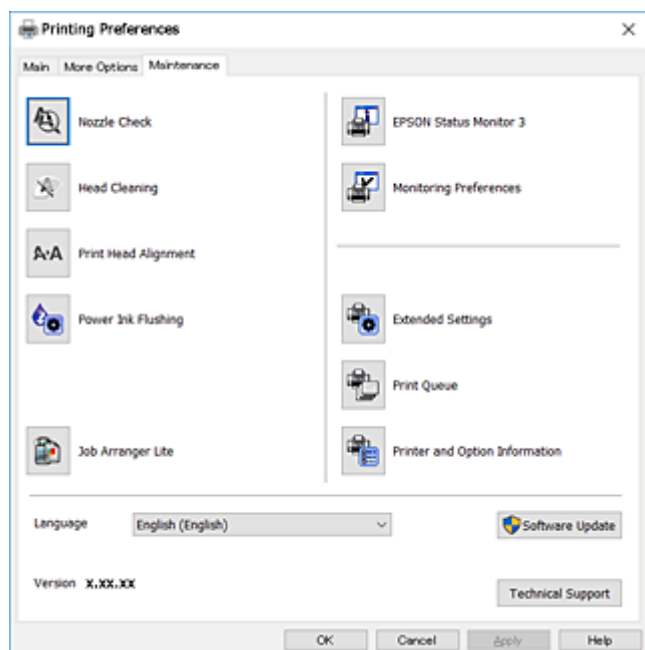 Printing Preferences
Main More Options Maintenance
Nozzle Check
Head Cleaning
A·A Print Head Alignment
Power Ink Flushing
Job Arranger Lite
EPSON Status Monitor 3
Monitoring Preferences
Extended Settings
Print Queue
Printer and Option Information
Language English (English) Software Update
Version X.XX.XX Technical Support
OK Cancel Apply Help